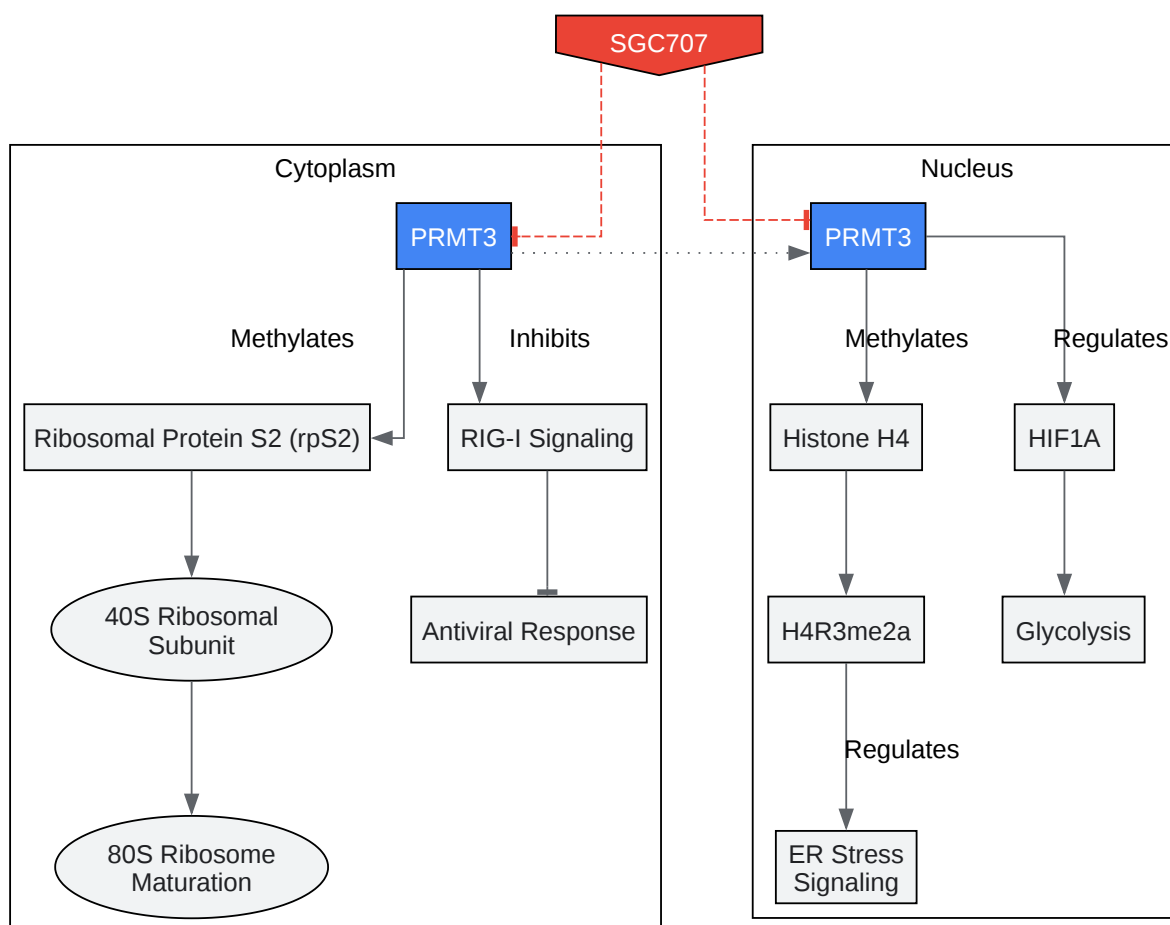 SGC707
Cytoplasm
Nucleus
PRMT3
PRMT3
Methylates
Inhibits
Methylates
Regulates
Ribosomal Protein S2 (rpS2)
RIG-I Signaling
Histone H4
HIF1A
40S Ribosomal
Subunit
Antiviral Response
H4R3me2a
Glycolysis
Regulates
80S Ribosome
Maturation
ER Stress
Signaling